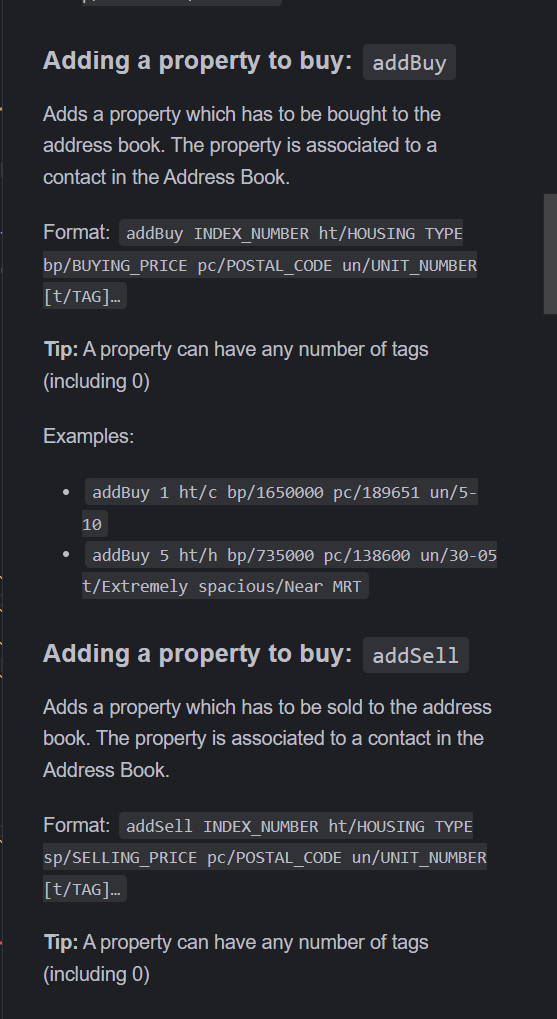 Adding a property to buy: addBuy
Adds a property which has to be bought to the
address book. The property is associated to a
contact in the Address Book.
Format: addBuy INDEX_NUMBER ht/HOUSING TYPE
bp/BUYING_PRICE pc/POSTAL_CODE un/UNIT_NUMBER
[t/TAG]…
Tip: A property can have any number of tags
(including 0)
Examples:
• addBuy 1 ht/c bp/1650000 pc/189651 un/5-
10
• addBuy 5 ht/h bp/735000 pc/138600 un/30-05
t/Extremely spacious/Near MRT
Adding a property to buy: addSell
Adds a property which has to be sold to the address
book. The property is associated to a contact in the
Address Book.
Format: addSell INDEX_NUMBER ht/HOUSING TYPE
sp/SELLING_PRICE pc/POSTAL_CODE un/UNIT_NUMBER
[t/TAG]…
Tip: A property can have any number of tags
(including 0)